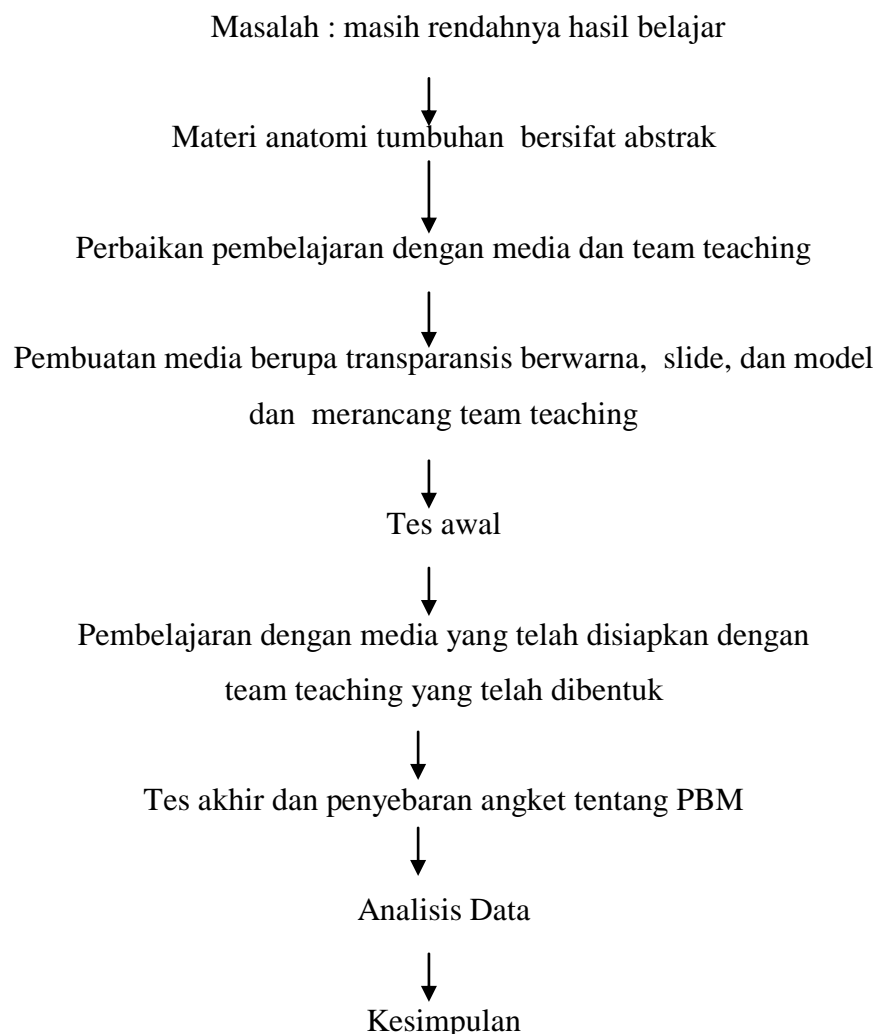 Masalah : masih rendahnya hasil belajar
Materi anatomi tumbuhan bersifat abstrak
Perbaikan pembelajaran dengan media dan team teaching
Pembuatan media berupa transparansis berwarna, slide, dan model
dan merancang team teaching
Tes awal
Pembelajaran dengan media yang telah disiapkan dengan
team teaching yang telah dibentuk
Tes akhir dan penyebaran angket tentang PBM
Analisis Data
Kesimpulan